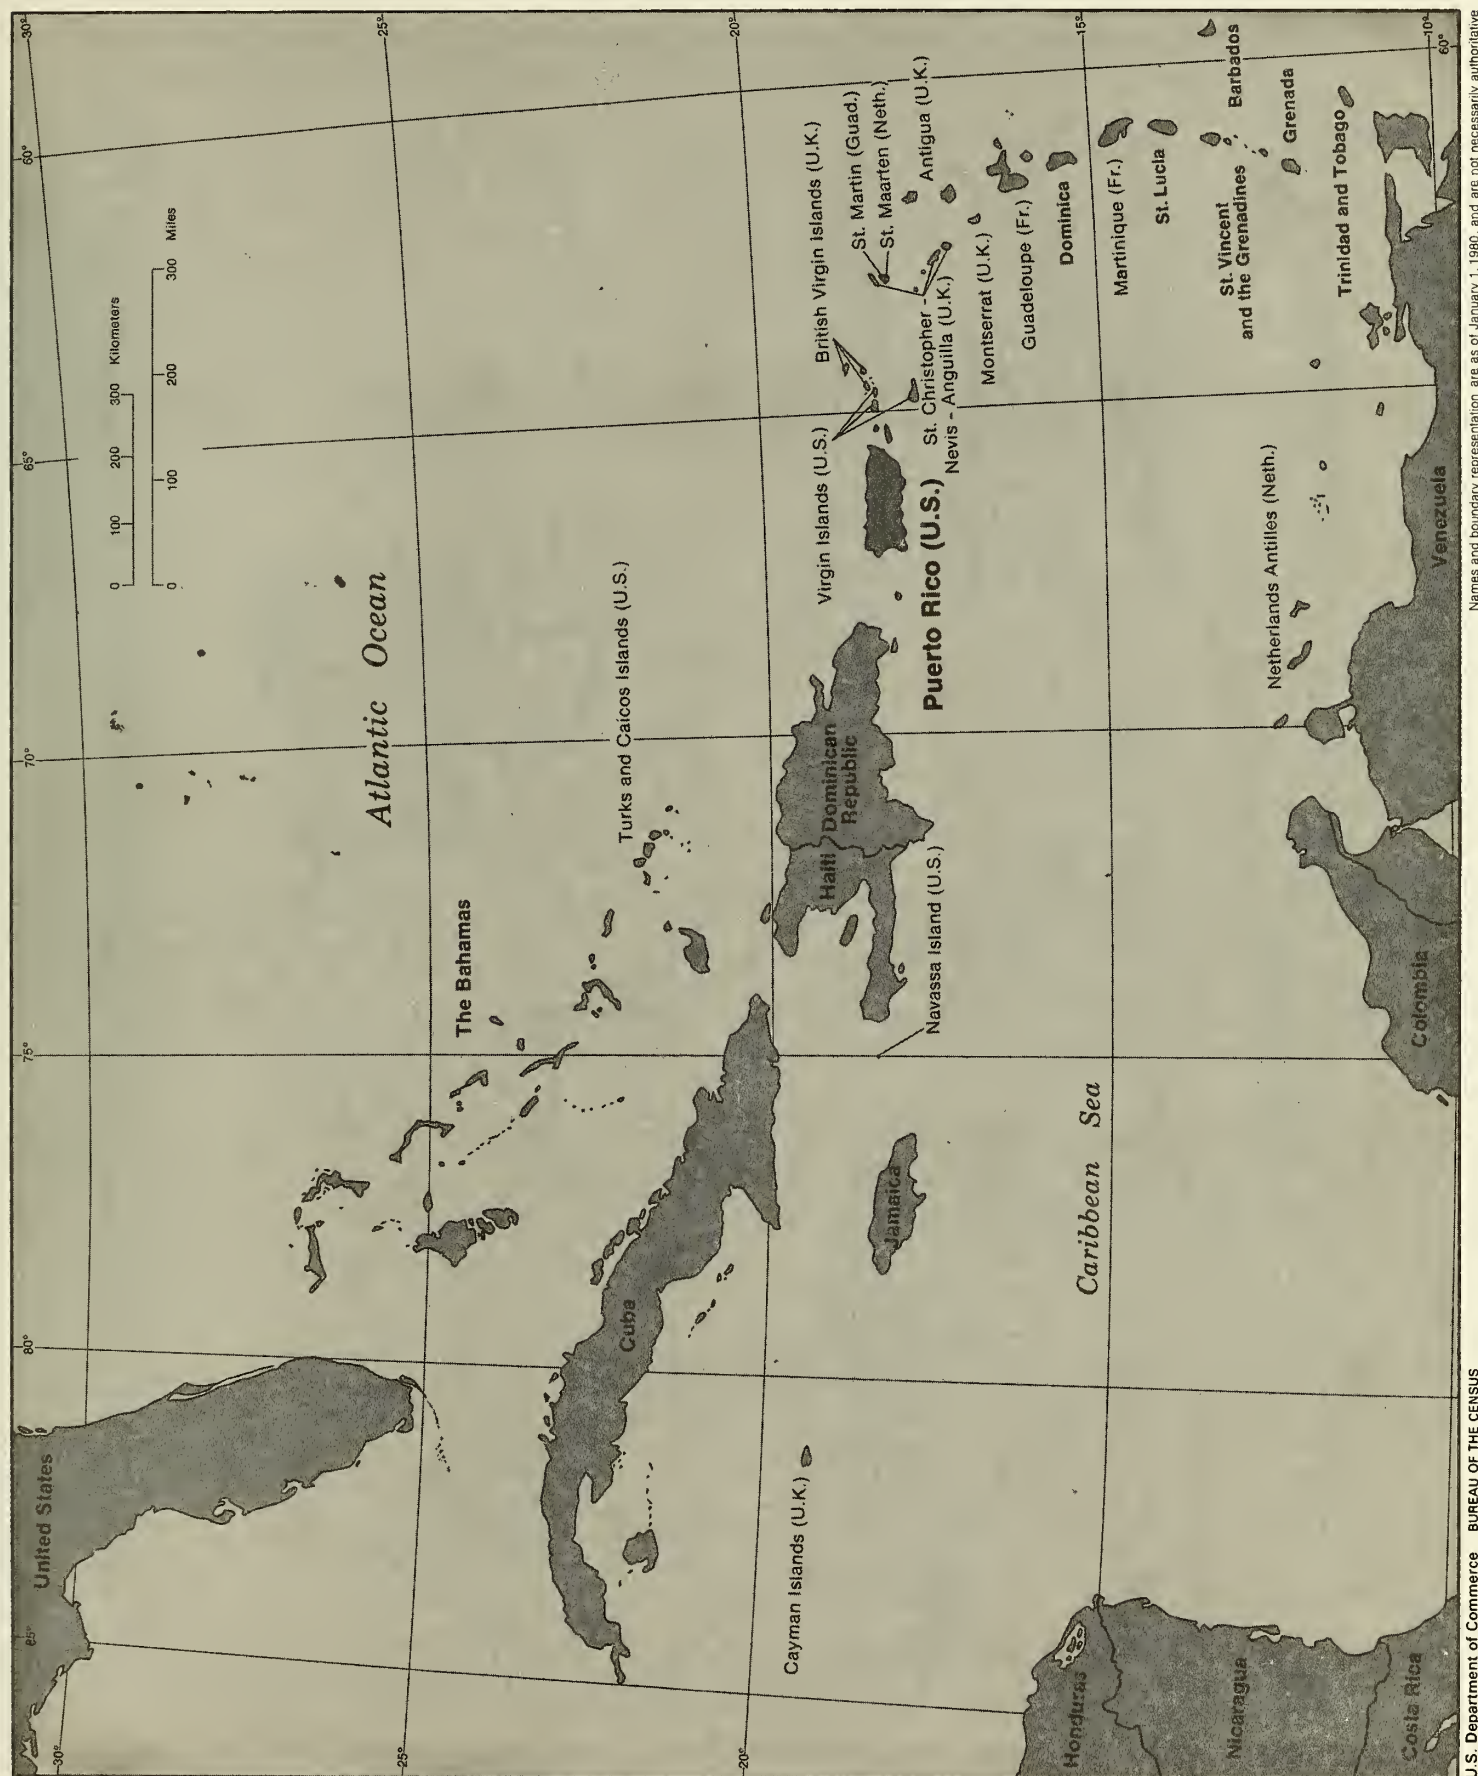 30°
25°
20°
15°
10°
60°
65°
70°
75°
80°
85°
60°
30°
25°
20°
0 100 200 300 Kilometers
0 100 200 300 Miles
United States
Atlantic Ocean
The Bahamas
Turks and Caicos Islands (U.S.)
Cuba
Cayman Islands (U.K.)
Jamaica
Navassa Island (U.S.)
Haiti
Dominican
Republic
Puerto Rico (U.S.)
Virgin Islands (U.S.)
British Virgin Islands (U.K.)
St. Martin (Guad.)
St. Maarten (Neth.)
St. Christopher -
Nevis - Anguilla (U.K.)
Antigua (U.K.)
Montserrat (U.K.)
Guadeloupe (Fr.)
Dominica
Martinique (Fr.)
St. Lucia
St. Vincent
and the Grenadines
Barbados
Grenada
Trinidad and Tobago
Netherlands Antilles (Neth.)
Caribbean Sea
Honduras
Nicaragua
Costa Rica
Colombia
Venezuela
U.S. Department of Commerce BUREAU OF THE CENSUS
Names and boundary representation are as of January 1, 1980, and are not necessarily authoritative